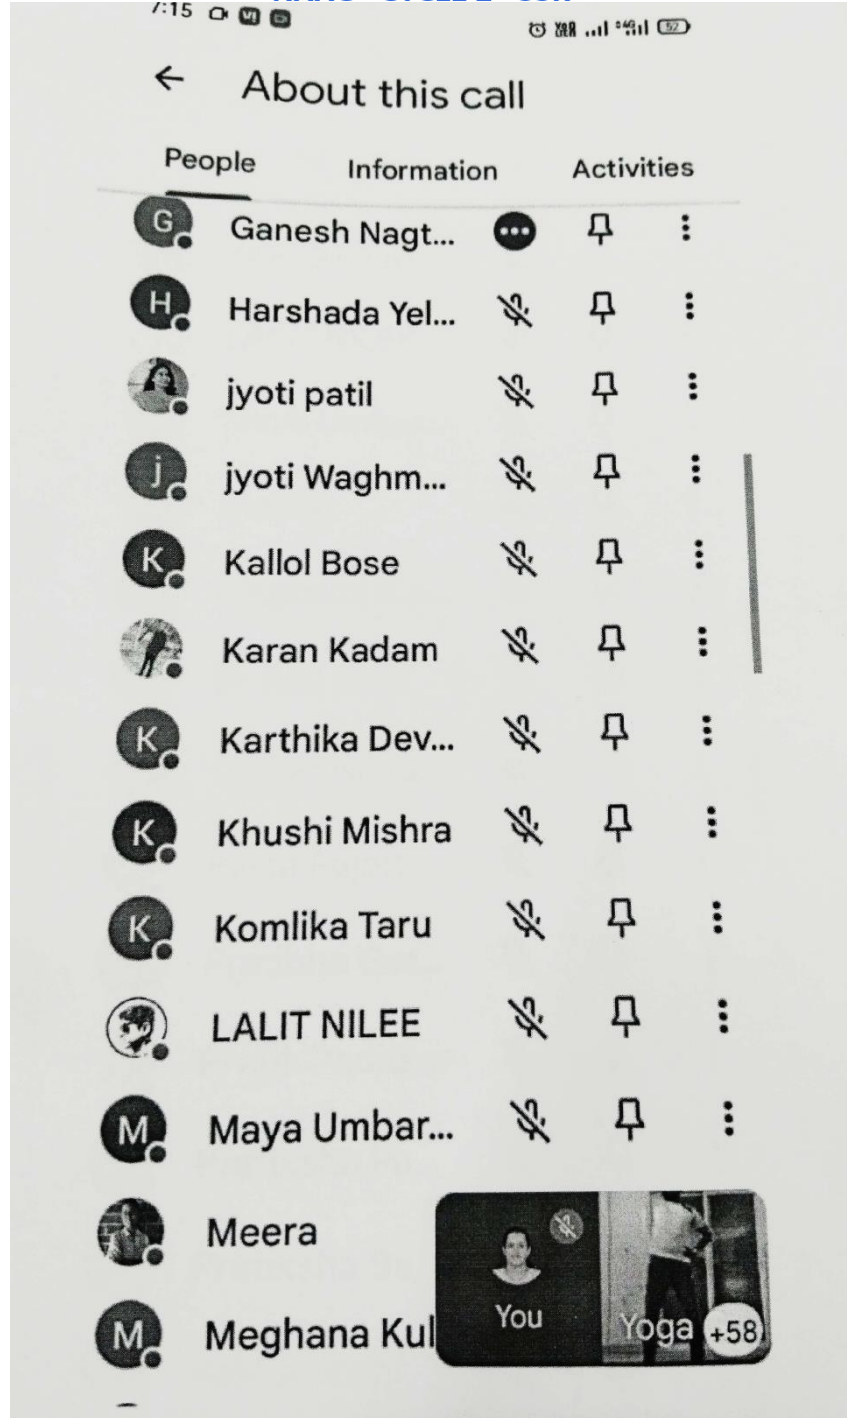 7:15
52
About this call
People Information Activities
G Ganesh Nagt...
H Harshada Yel...
jyoti patil
j jyoti Waghm...
K Kallol Bose
Karan Kadam
K Karthika Dev...
K Khushi Mishra
K Komlika Taru
LALIT NILEE
M Maya Umbar...
Meera
M Meghana Kul
You Yoga +58